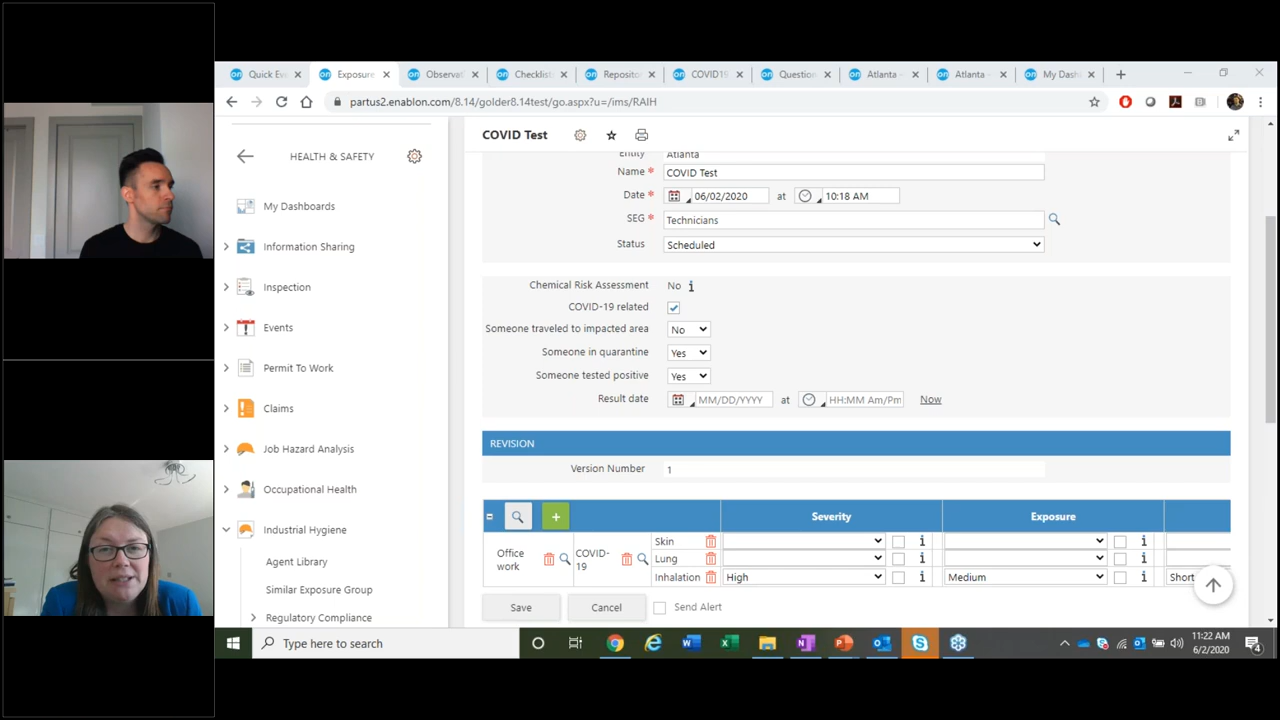 Quick Ev
Exposure
Observat
Checklist
Reposito
COVID19
Question
Atlanta -
Atlanta -
My Dash
partus2.enablon.com/8.14/golder8.14test/go.aspx?u=/ims/RAIH
HEALTH & SAFETY
My Dashboards
Information Sharing
Inspection
Events
Permit To Work
Claims
Job Hazard Analysis
Occupational Health
Industrial Hygiene
Agent Library
Similar Exposure Group
Regulatory Compliance
COVID Test
Entity Atlanta
Name * COVID Test
Date * 06/02/2020 at 10:18 AM
SEG * Technicians
Status Scheduled
Chemical Risk Assessment No i
COVID-19 related
Someone traveled to impacted area No
Someone in quarantine Yes
Someone tested positive Yes
Result date MM/DD/YYYY at HH:MM Am/Pm Now
REVISION
Version Number 1
Severity Exposure
Office work
COVID-19
Skin
Lung
Inhalation High Medium Short
Save Cancel Send Alert
Type here to search
11:22 AM
6/2/2020
4